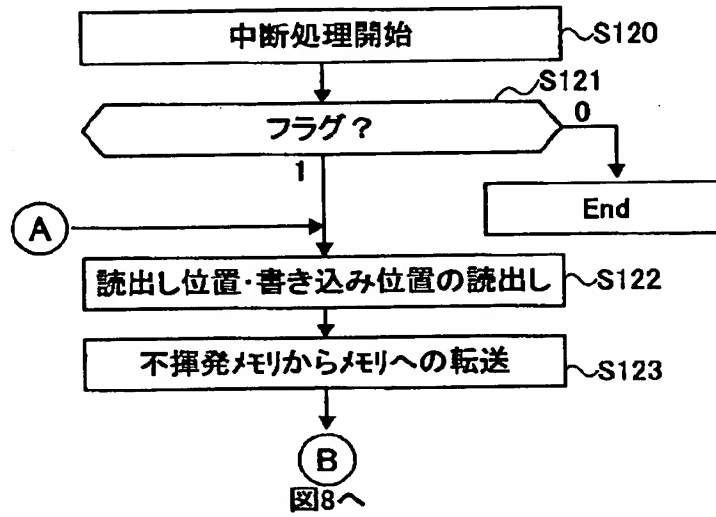 中断処理開始
S120
S121
フラグ?
0
1
End
A
読出し位置・書き込み位置の読出し
S122
不揮発メモリからメモリへの転送
S123
B
図8へ